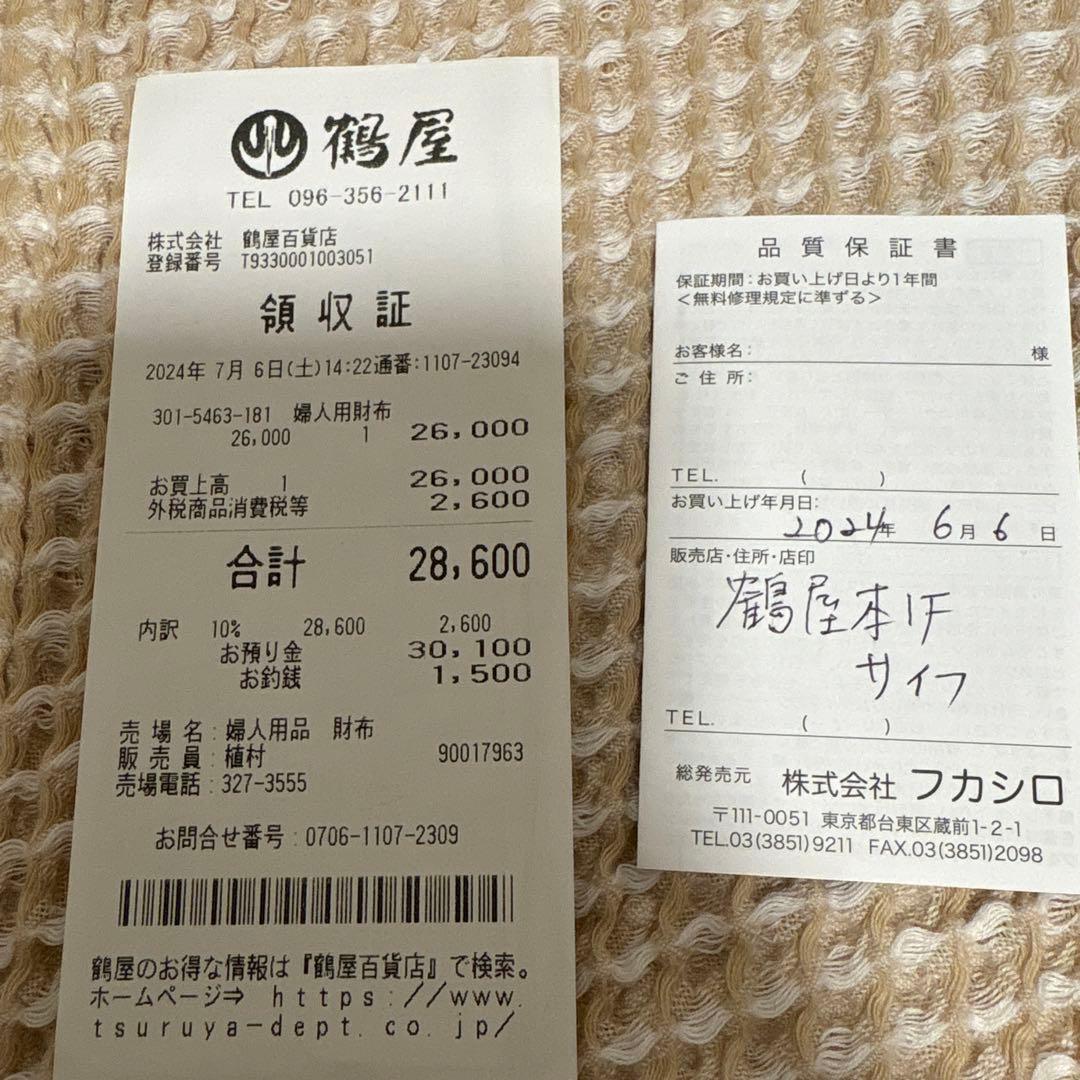 鶴屋
TEL 096-356-2111
株式会社 鶴屋百貨店
登録番号 T9330001003051
領収証
2024年 7月 6日(土)14:22通番:1107-23094
301-5463-181 婦人用財布
26,000 1 26,000
お買上高 1 26,000
外税商品消費税等 2,600
合計 28,600
内訳 10% 28,600 2,600
お預り金 30,100
お釣銭 1,500
売場名:婦人用品 財布
販売員:植村 90017963
売場電話:327-3555
お問合せ番号:0706-1107-2309
鶴屋のお得な情報は『鶴屋百貨店』で検索。
ホームページ⇒ https://www.
tsuruya-dept.co.jp/
品質保証書
保証期間:お買い上げ日より1年間
<無料修理規定に準ずる>
お客様名: 様
ご住所:
TEL. ( )
お買い上げ年月日:
2024年 6月 6日
販売店・住所・店印
鶴屋本1F
サイフ
TEL. ( )
総発売元 株式会社 フカシロ
〒111-0051 東京都台東区蔵前1-2-1
TEL.03(3851)9211 FAX.03(3851)2098